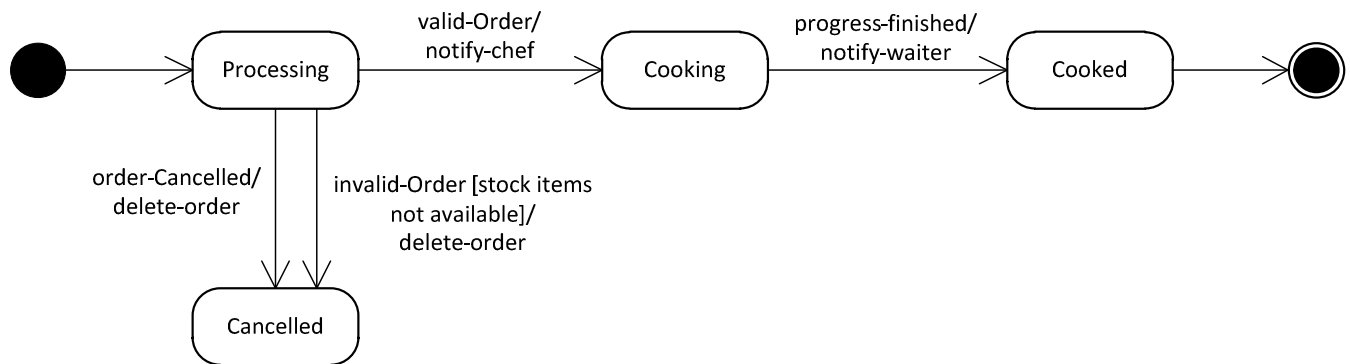 valid-Order/
notify-chef
progress-finished/
notify-waiter
Processing
Cooking
Cooked
order-Cancelled/
delete-order
invalid-Order [stock items
not available]/
delete-order
Cancelled